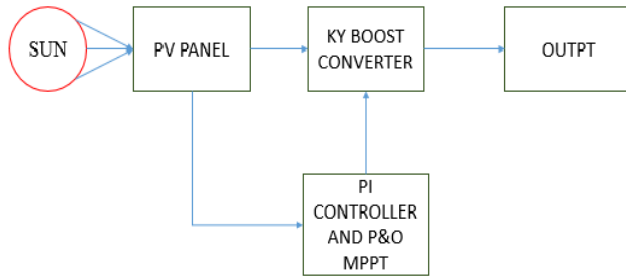 SUN
PV PANEL
KY BOOST
CONVERTER
OUTPT
PI
CONTROLLER
AND P&O
MPPT